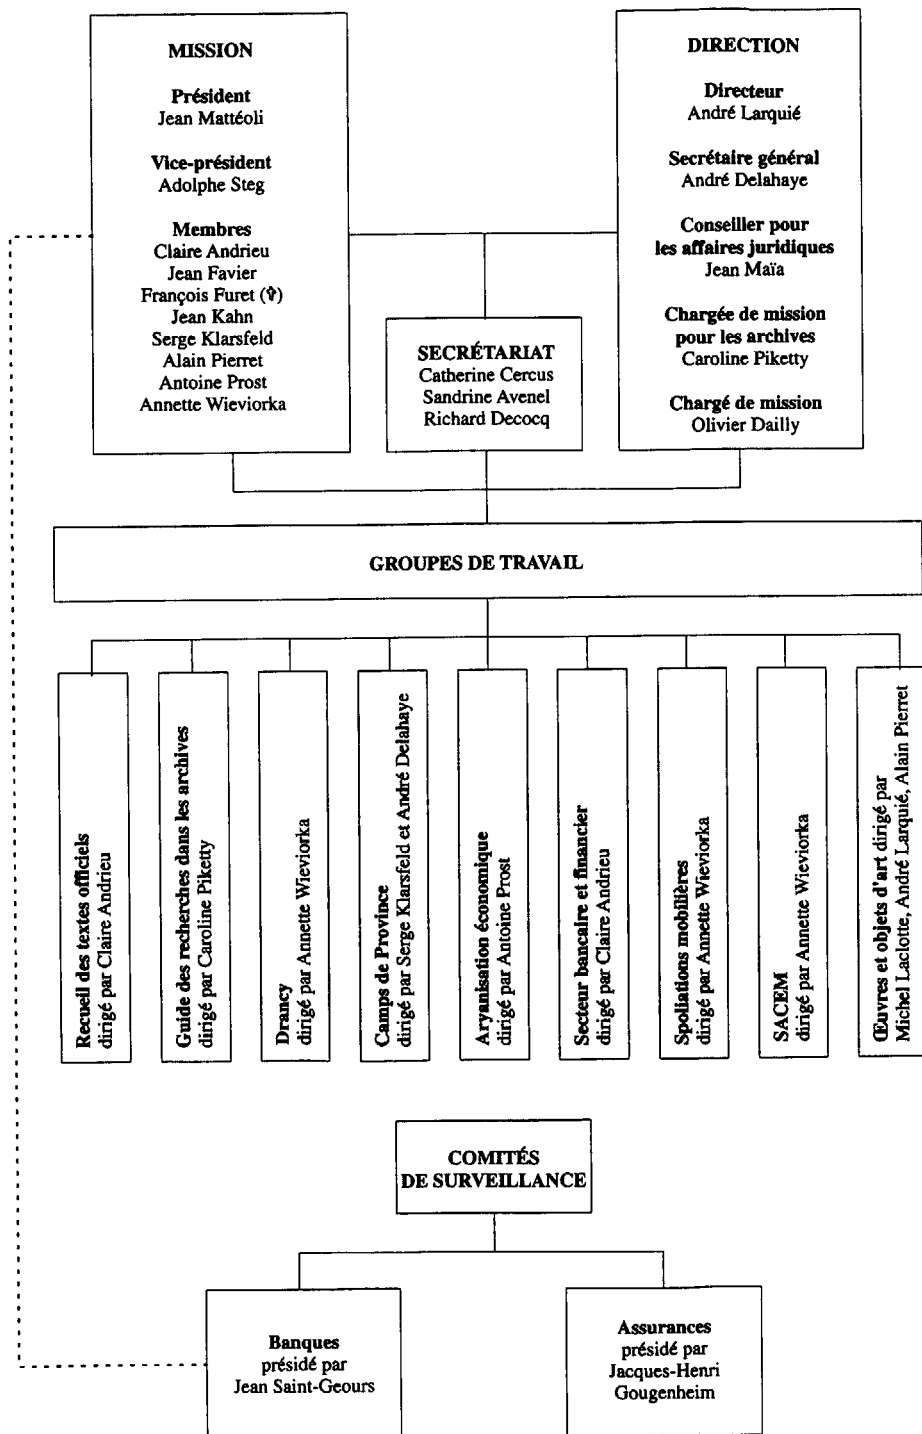 MISSION
Président
Jean Mattéoli
Vice-président
Adolphe Steg
Membres
Claire Andrieu
Jean Favier
François Furet (✞)
Jean Kahn
Serge Klarsfeld
Alain Pierret
Antoine Prost
Annette Wieviorka
SECRÉTARIAT
Catherine Cercus
Sandrine Avenel
Richard Decocq
DIRECTION
Directeur
André Larquié
Secrétaire général
André Delahaye
Conseiller pour
les affaires juridiques
Jean Maïa
Chargée de mission
pour les archives
Caroline Piketty
Chargé de mission
Olivier Dailly
GROUPES DE TRAVAIL
Recueil des textes officiels
dirigé par Claire Andrieu
Guide des recherches dans les archives
dirigé par Caroline Piketty
Drancy
dirigé par Annette Wieviorka
Camps de Province
dirigé par Serge Klarsfeld et André Delahaye
Aryanisation économique
dirigé par Antoine Prost
Secteur bancaire et financier
dirigé par Claire Andrieu
Spoliations mobilières
dirigé par Annette Wieviorka
SACEM
dirigé par Annette Wieviorka
Œuvres et objets d'art dirigé par
Michel Laclotte, André Larquié, Alain Pierret
COMITÉS
DE SURVEILLANCE
Banques
présidé par
Jean Saint-Geours
Assurances
présidé par
Jacques-Henri
Gougenheim